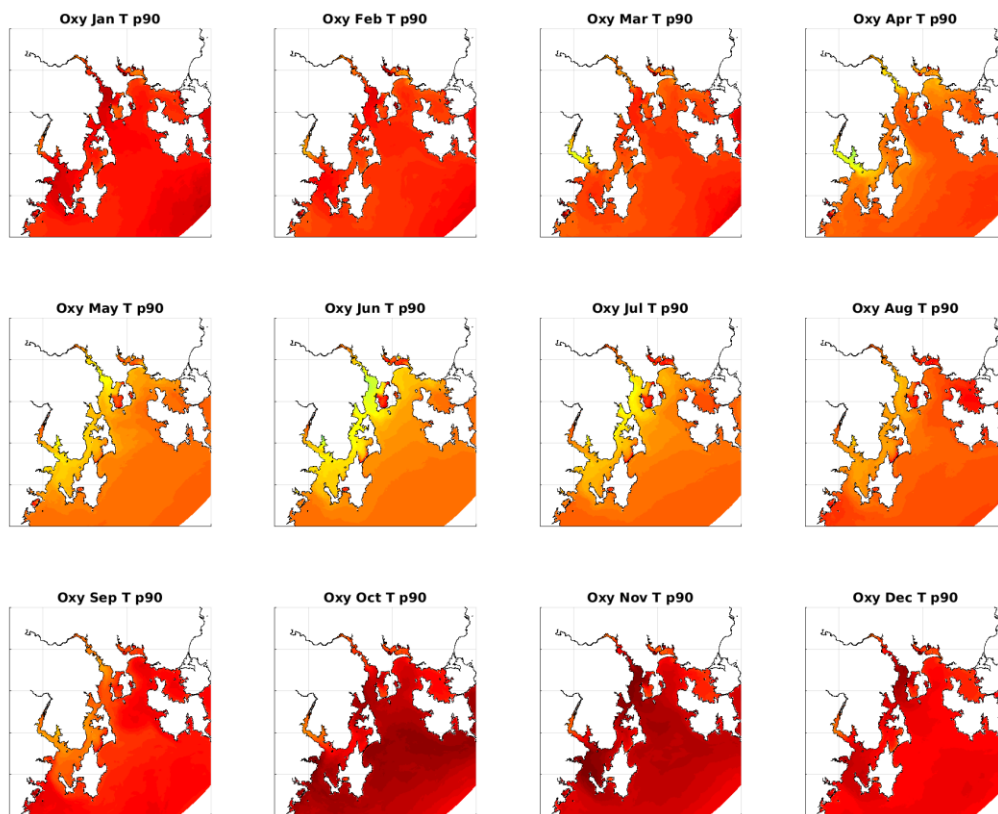 Oxy Jan T p90
Oxy Feb T p90
Oxy Mar T p90
Oxy Apr T p90
Oxy May T p90
Oxy Jun T p90
Oxy Jul T p90
Oxy Aug T p90
Oxy Sep T p90
Oxy Oct T p90
Oxy Nov T p90
Oxy Dec T p90